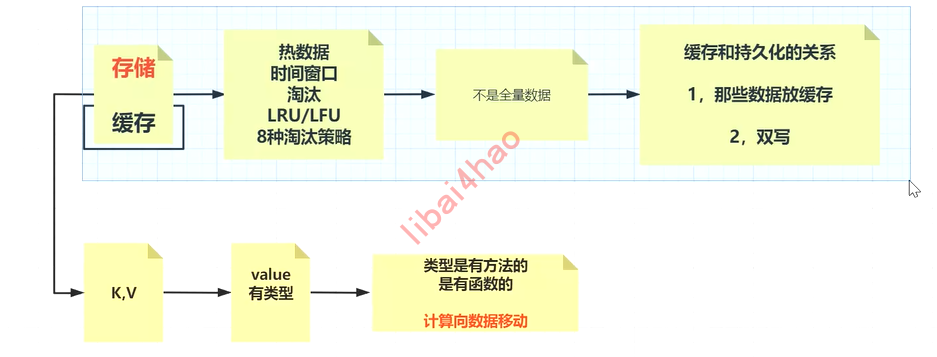 存储
缓存
热数据
时间窗口
淘汰
LRU/LFU
8种淘汰策略
不是全量数据
缓存和持久化的关系
1，那些数据放缓存
2，双写
libai4hao
K,V
value
有类型
类型是有方法的
是有函数的
计算向数据移动